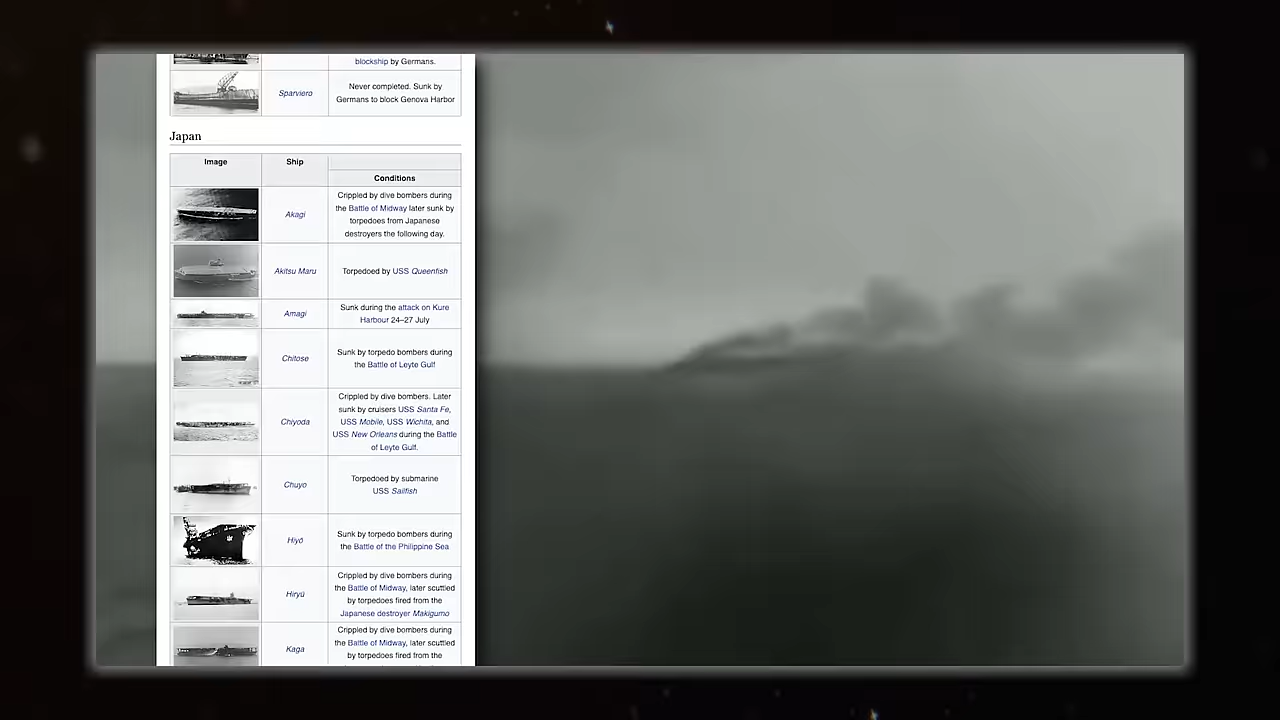 blockship by Germans.
Sparviero
Never completed. Sunk by
Germans to block Genova Harbor
Japan
Image
Ship
Conditions
Akagi
Crippled by dive bombers during
the Battle of Midway later sunk by
torpedoes from Japanese
destroyers the following day.
Akitsu Maru
Torpedoed by USS Queenfish
Amagi
Sunk during the attack on Kure
Harbour 24–27 July
Chitose
Sunk by torpedo bombers during
the Battle of Leyte Gulf
Chiyoda
Crippled by dive bombers. Later
sunk by cruisers USS Santa Fe,
USS Mobile, USS Wichita, and
USS New Orleans during the Battle
of Leyte Gulf.
Chuyo
Torpedoed by submarine
USS Sailfish
Hiyō
Sunk by torpedo bombers during
the Battle of the Philippine Sea
Hiryū
Crippled by dive bombers during
the Battle of Midway, later scuttled
by torpedoes fired from the
Japanese destroyer Makigumo
Kaga
Crippled by dive bombers during
the Battle of Midway, later scuttled
by torpedoes fired from the